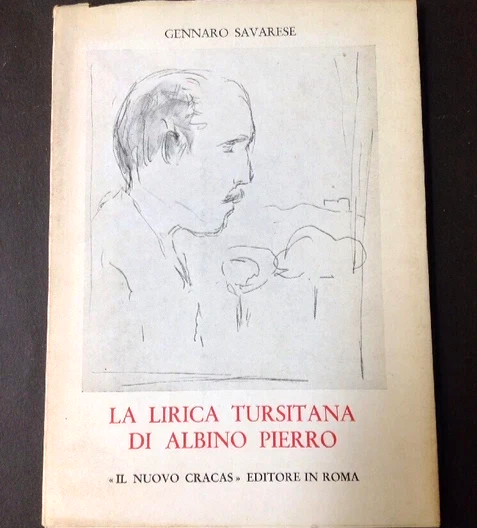 GENNARO SAVARESE
LA LIRICA TURSITANA
DI ALBINO PIERRO
«IL NUOVO CRACAS» EDITORE IN ROMA